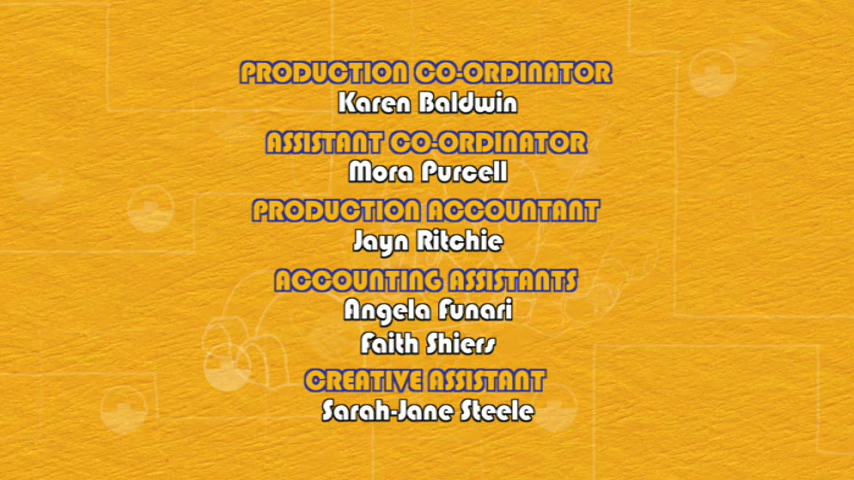 PRODUCTION CO-ORDINATOR
Karen Baldwin
ASSISTANT CO-ORDINATOR
Mora Purcell
PRODUCTION ACCOUNTANT
Jayn Ritchie
ACCOUNTING ASSISTANTS
Angela Funari
Faith Shiers
CREATIVE ASSISTANT
Sarah-Jane Steele